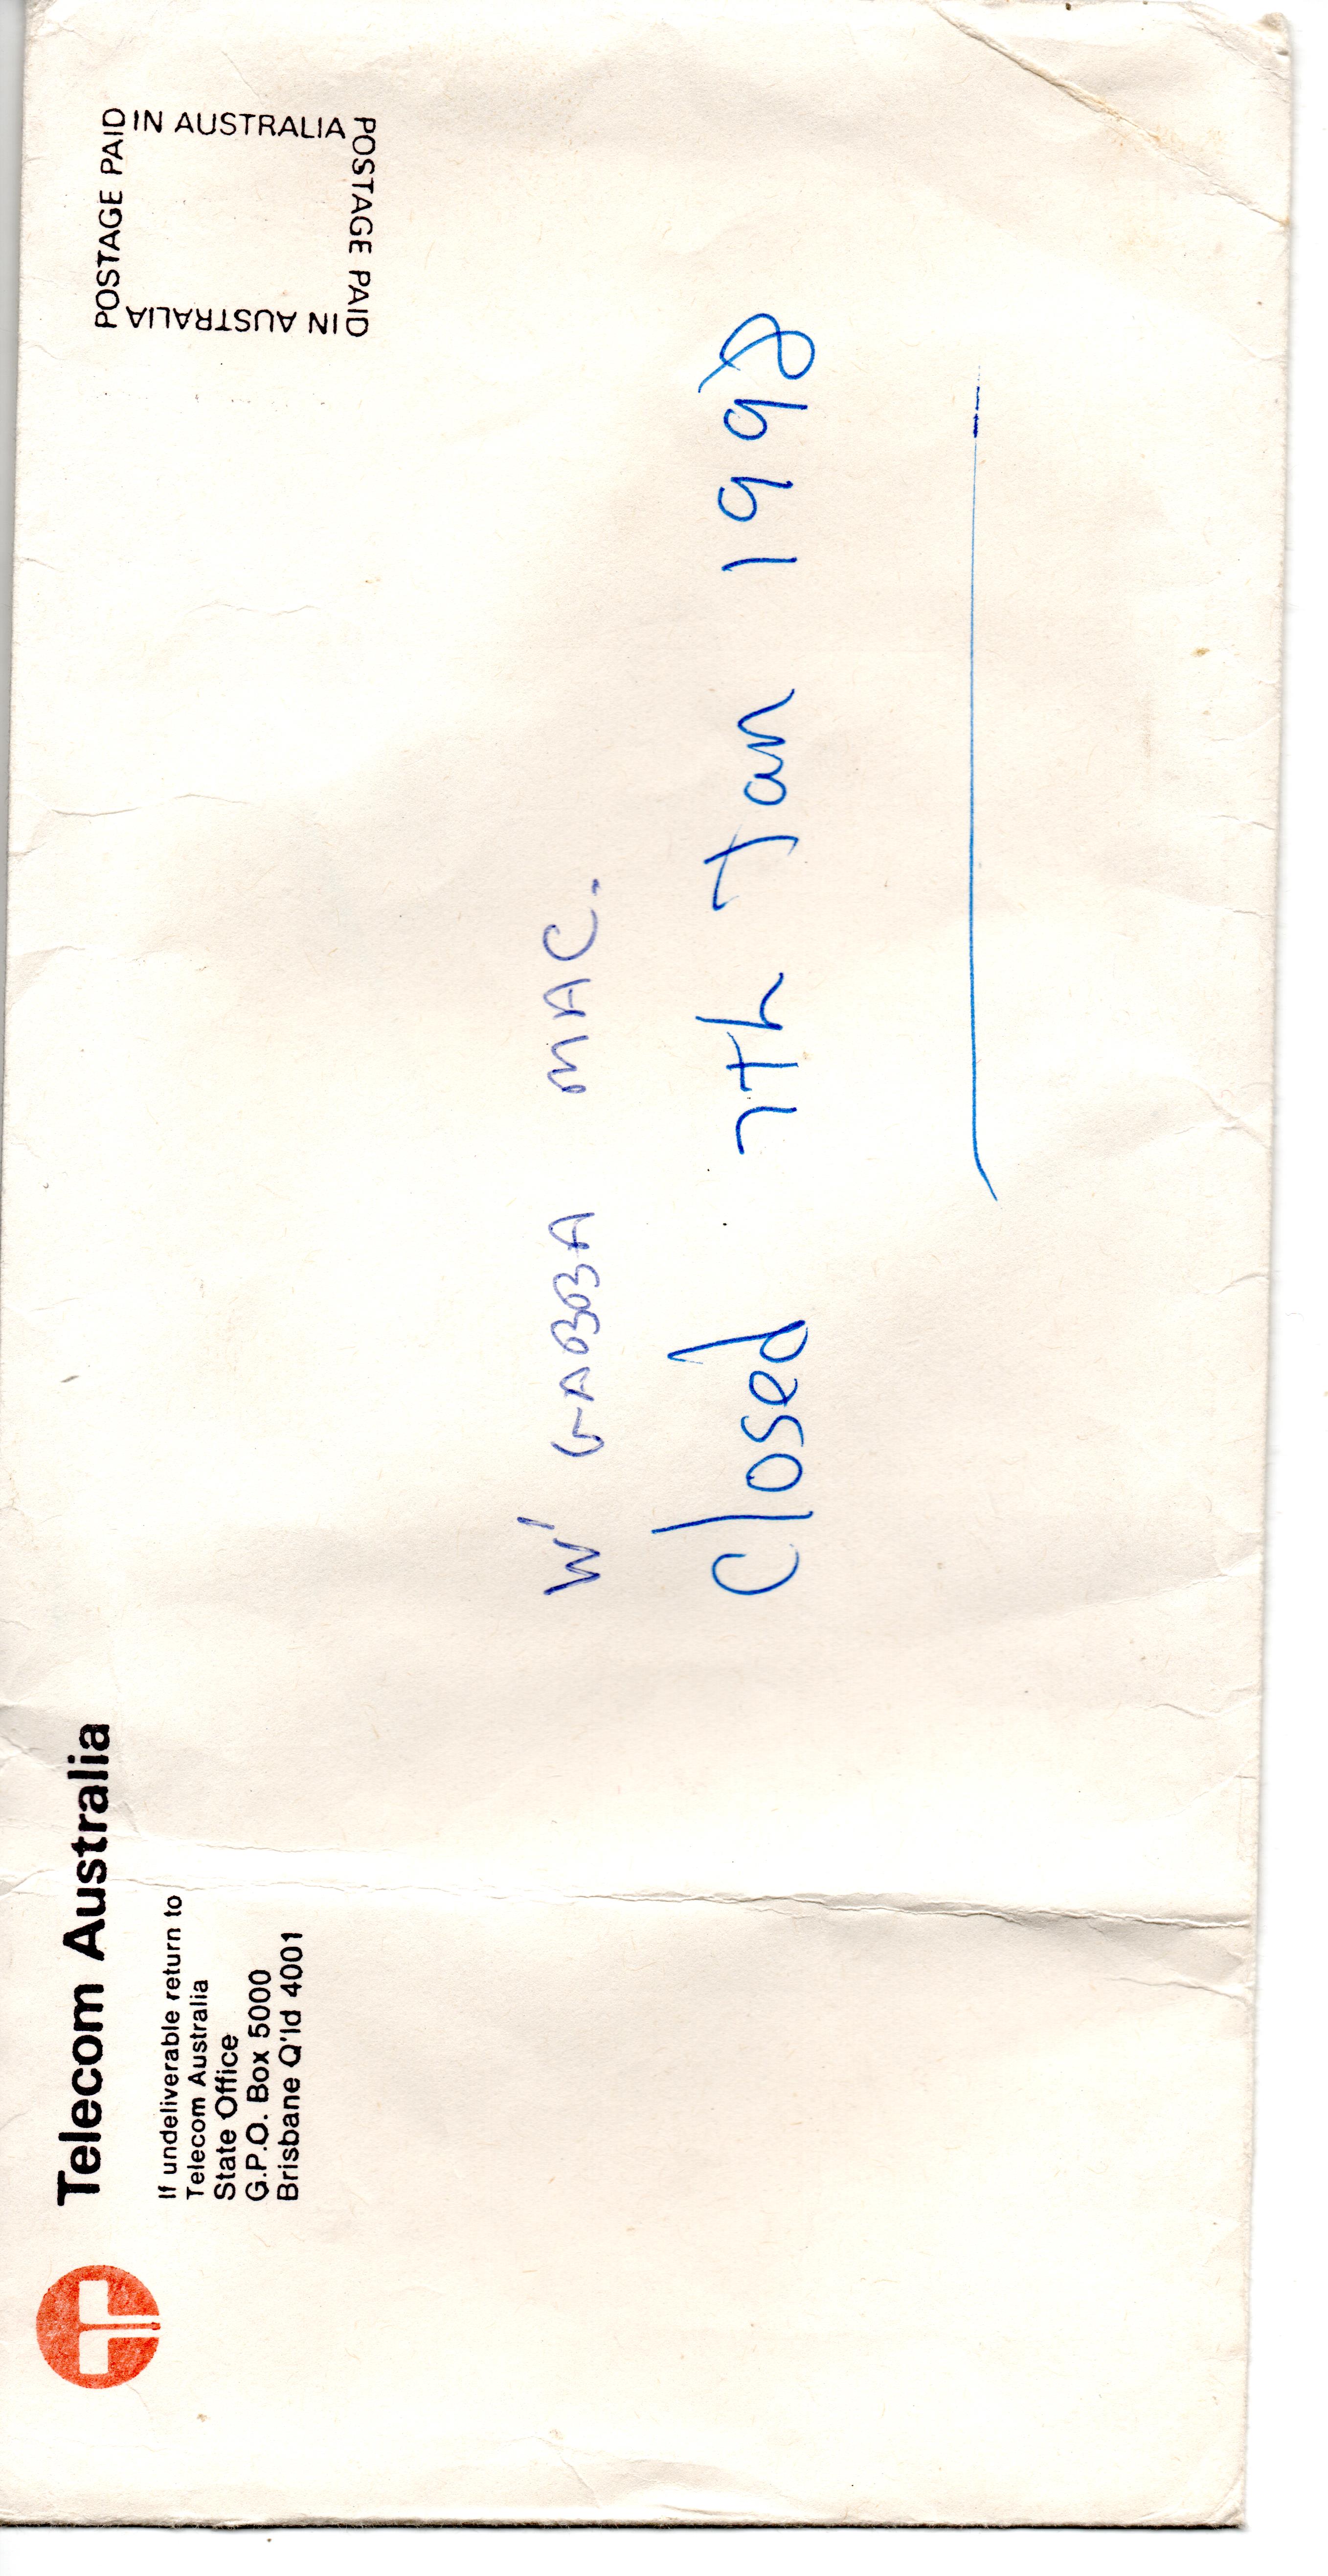 Telecom Australia
If undeliverable return to
Telecom Australia
State Office
G.P.O. Box 5000
Brisbane Q'ld 4001
POSTAGE PAID
IN AUSTRALIA
POSTAGE PAID
IN AUSTRALIA
W' GABBA MAC.
Closed 7th Jan 1998